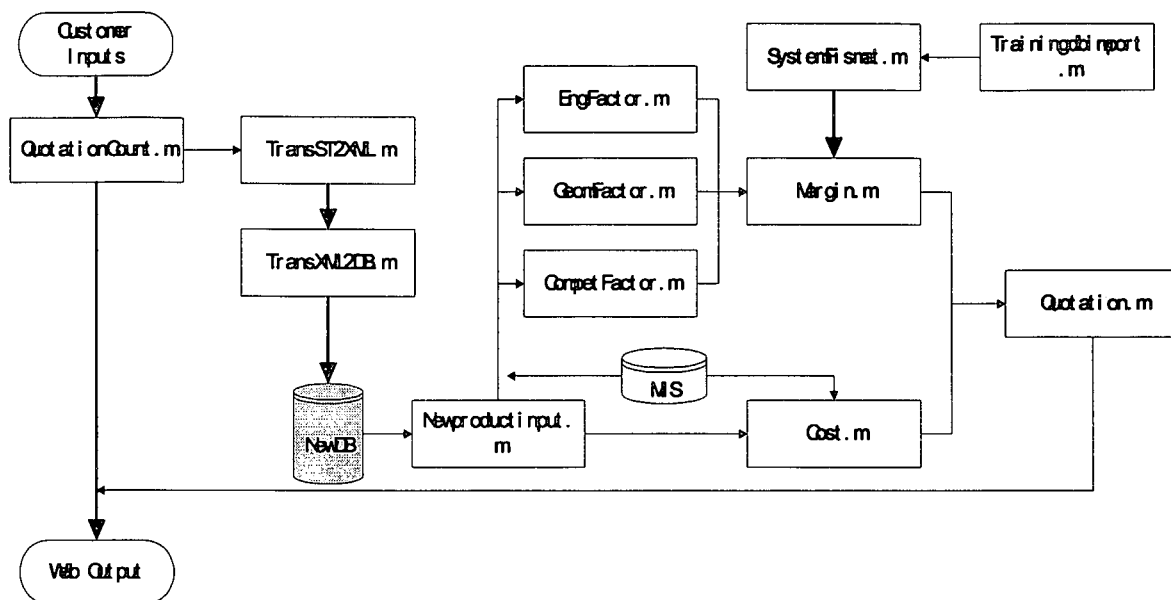 Customer
Inputs
QuotationCount.m
TransST2XML.m
TransXML2DB.m
NewDB
Newproductinput.
m
EngFactor.m
GeomFactor.m
CompetFactor.m
MIS
SystemFismat.m
Trainingdbimport
.m
Margin.m
Cost.m
Quotation.m
Web Output